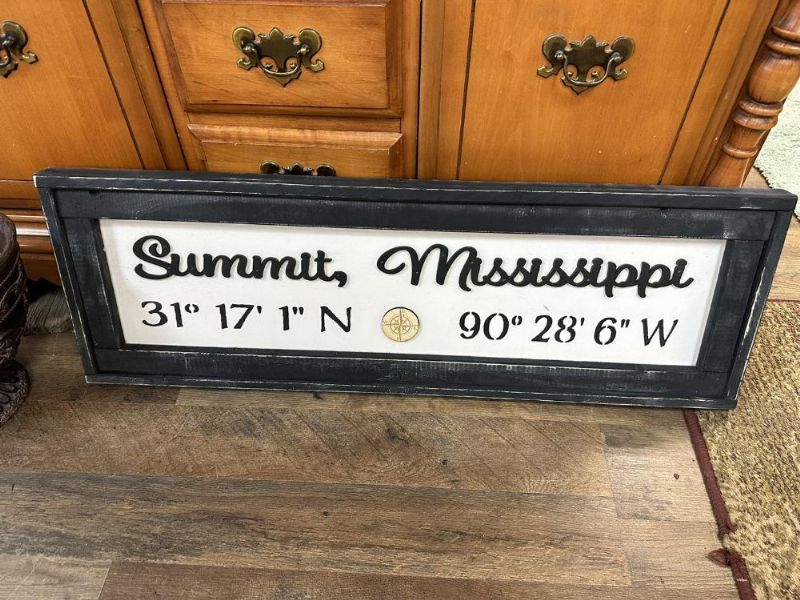 Summit, Mississippi
31° 17' 1" N 90° 28' 6" W